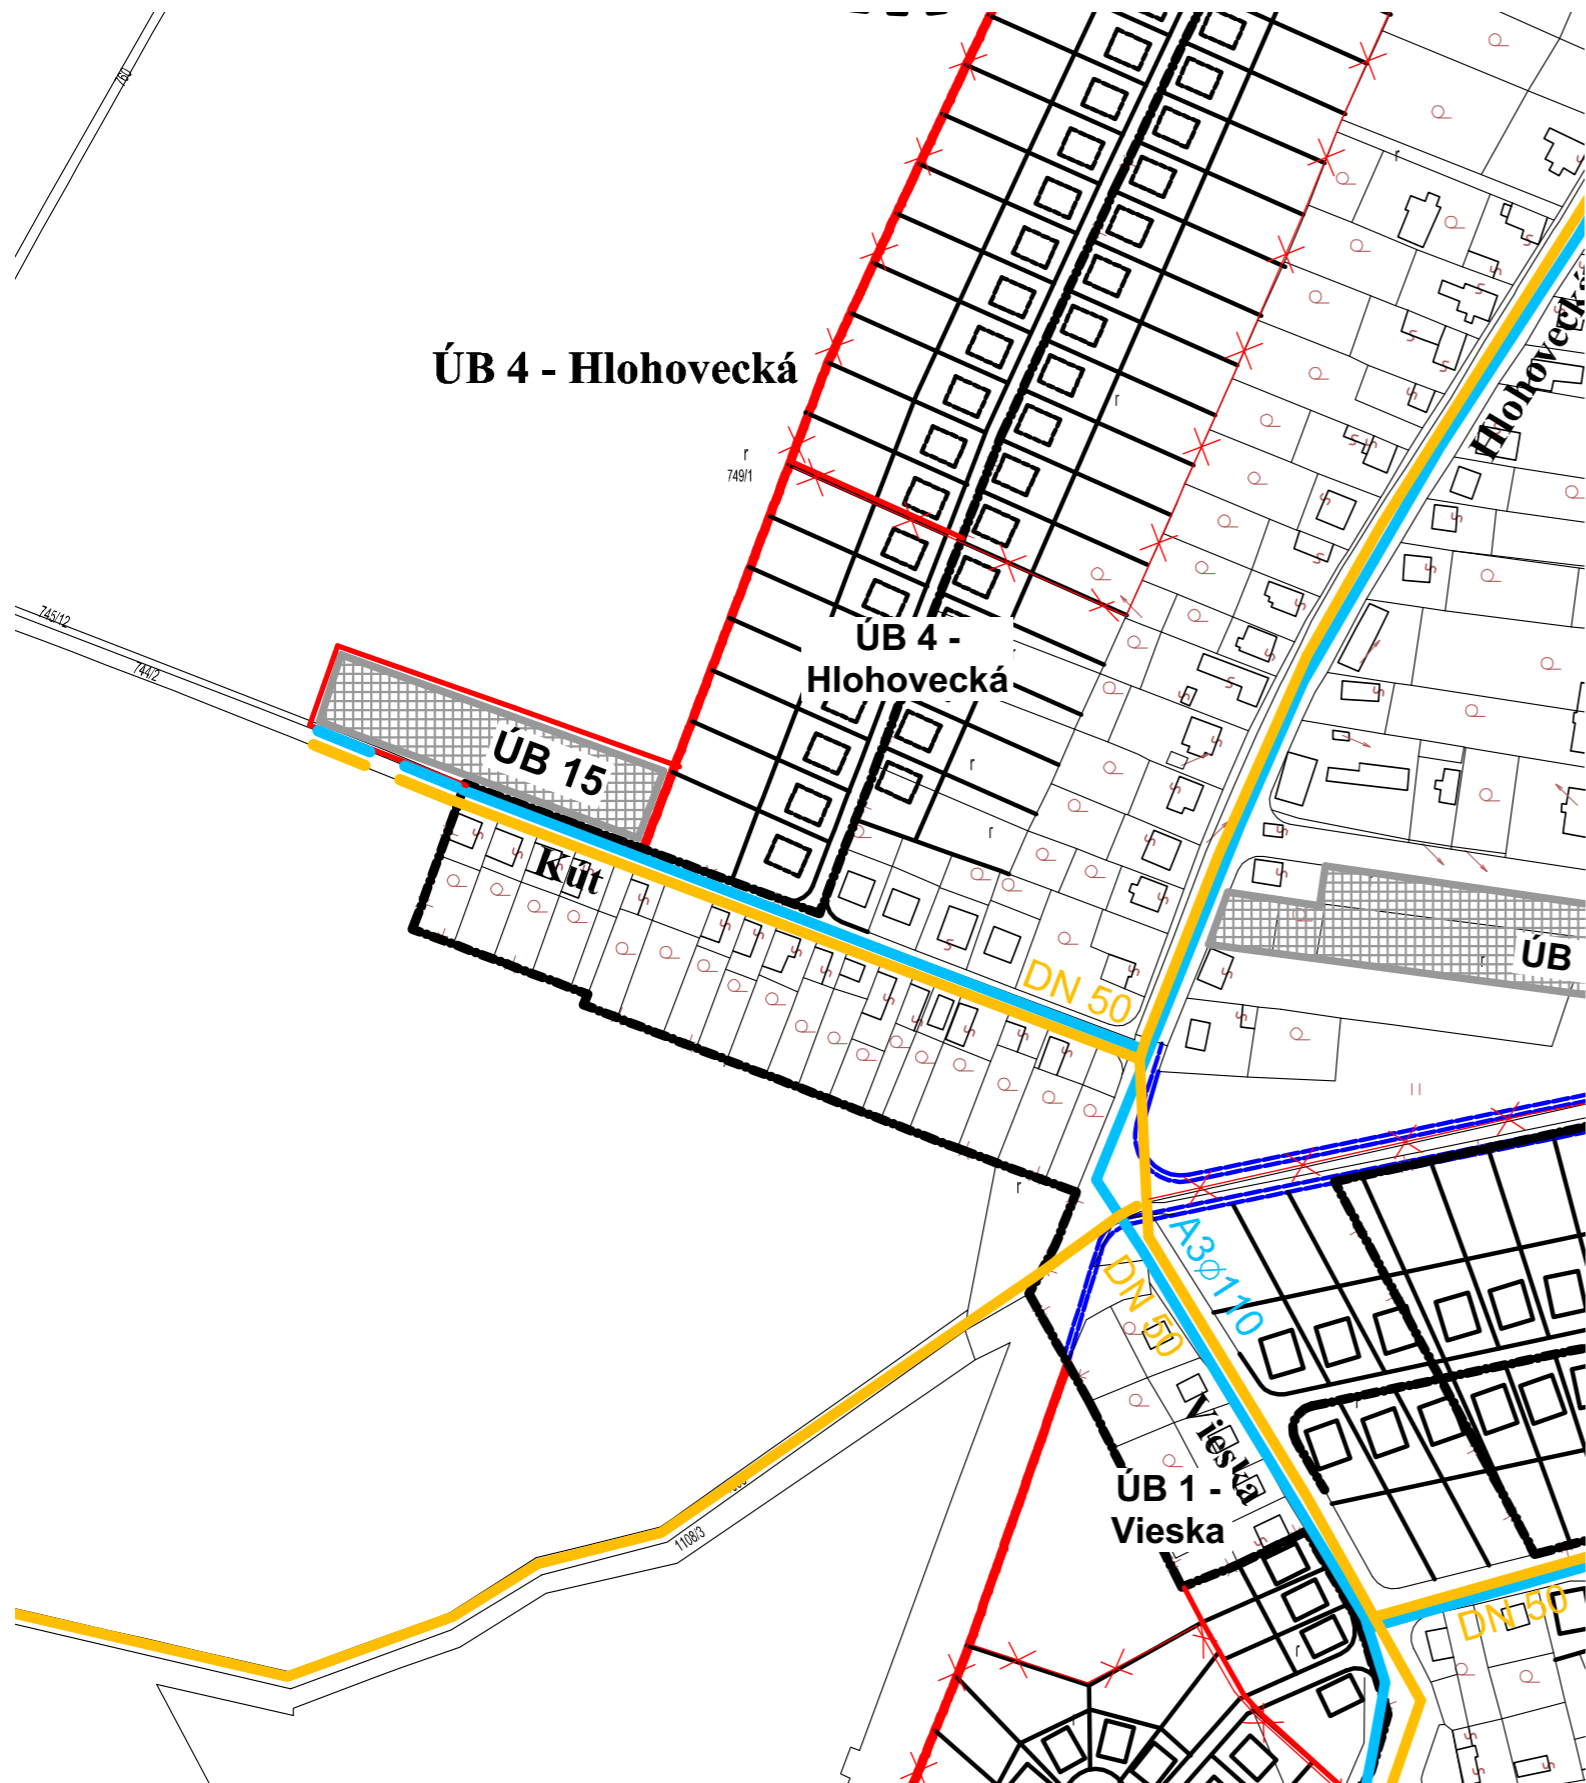 760
Hlohovecká
ÚB 4 - Hlohovecká
r
r
749/1
r
745/12
744/2
ÚB 4 -
Hlohovecká
ÚB 15
r
r
Kút
ÚB
DN 50
r
A3ø110
DN 50
Vieska
ÚB 1 -
Vieska
1108/3
DN 50
r